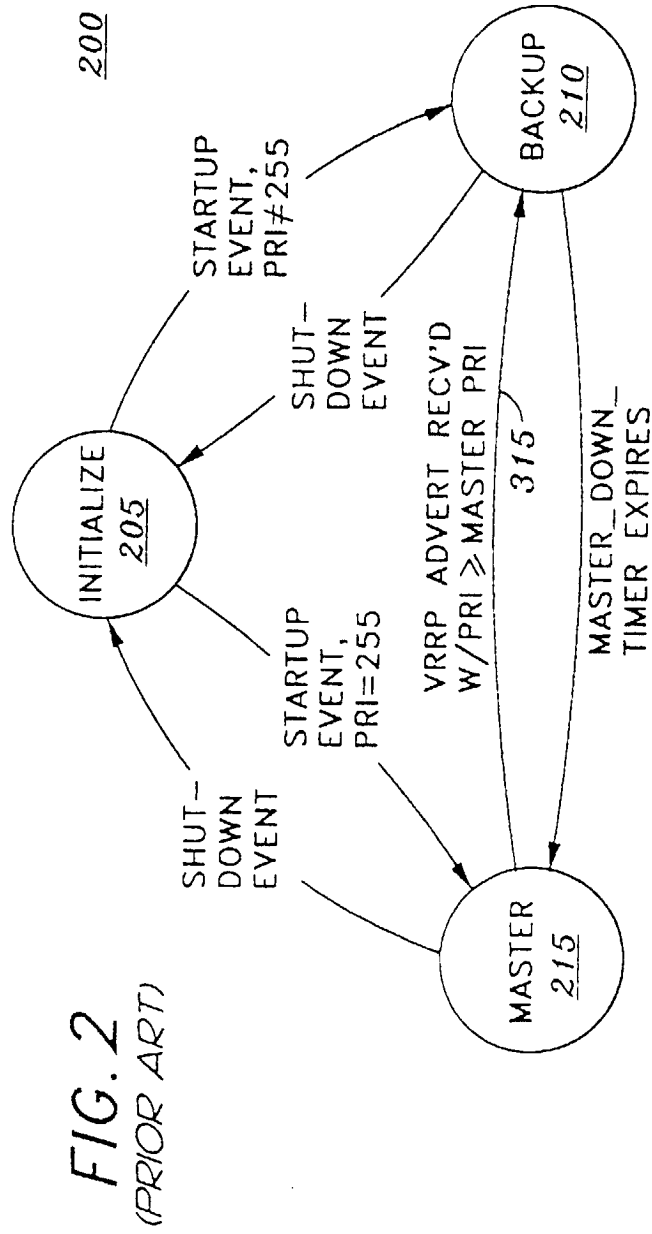 FIG. 2
(PRIOR ART)
200
INITIALIZE
205
SHUT-
DOWN
EVENT
STARTUP
EVENT,
PRI=255
SHUT-
DOWN
EVENT
STARTUP
EVENT,
PRI≠255
MASTER
215
VRRP ADVERT RECV'D
W/PRI ⩾ MASTER PRI
315
MASTER_DOWN_
TIMER EXPIRES
BACKUP
210